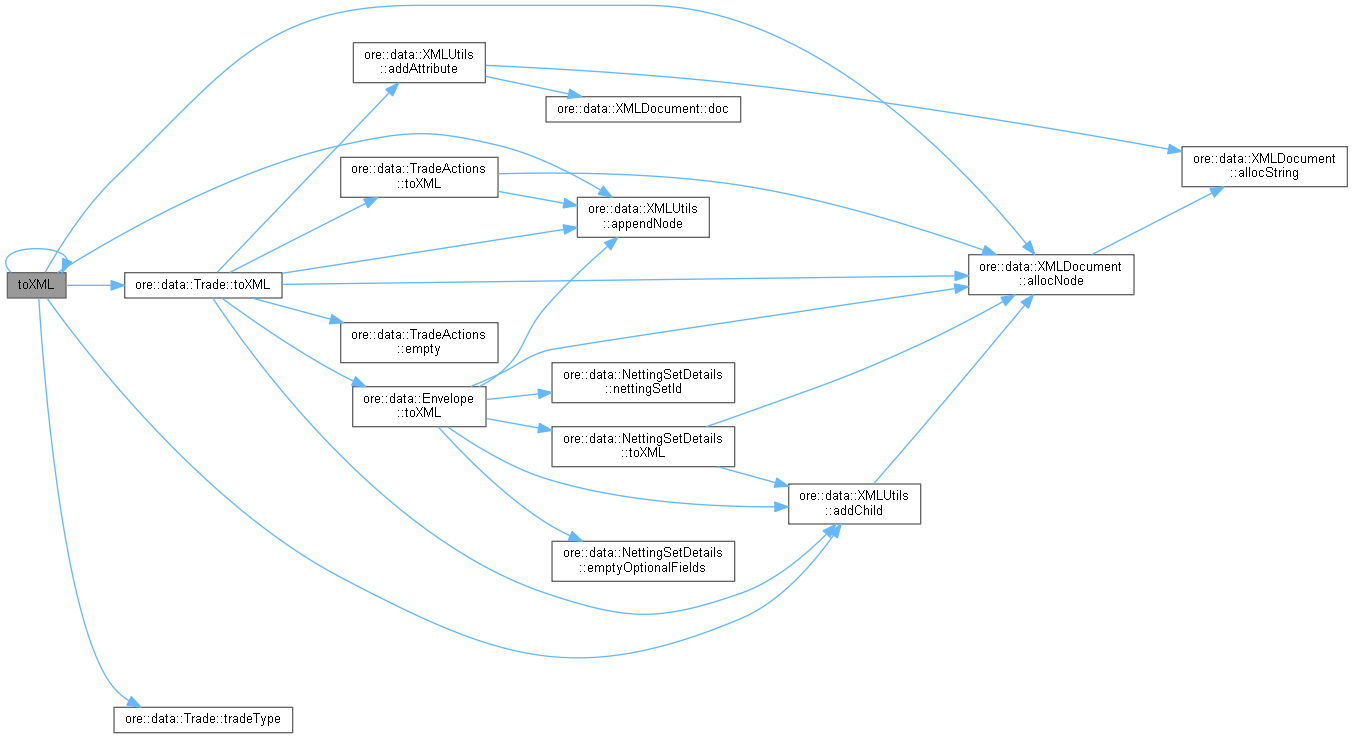 ore::data::XMLUtils
::addAttribute
ore::data::XMLDocument::doc
ore::data::XMLDocument
::allocString
ore::data::TradeActions
::toXML
ore::data::XMLUtils
::appendNode
ore::data::XMLDocument
::allocNode
toXML
ore::data::Trade::toXML
ore::data::TradeActions
::empty
ore::data::NettingSetDetails
::nettingSetId
ore::data::Envelope
::toXML
ore::data::NettingSetDetails
::toXML
ore::data::XMLUtils
::addChild
ore::data::NettingSetDetails
::emptyOptionalFields
ore::data::Trade::tradeType